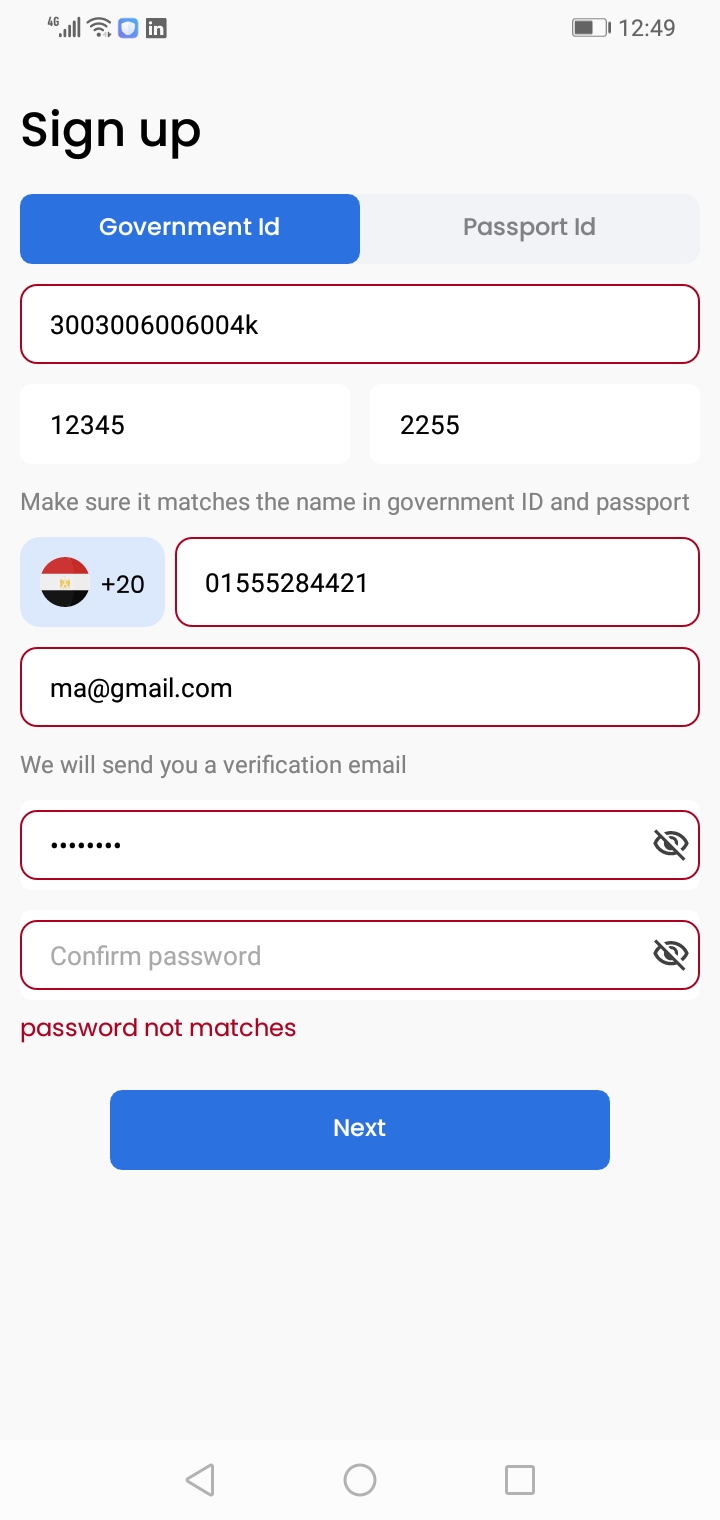 4G 12:49
Sign up
Government Id Passport Id
3003006006004k
12345 2255
Make sure it matches the name in government ID and passport
+20 01555284421
ma@gmail.com
We will send you a verification email
••••••••
Confirm password
password not matches
Next